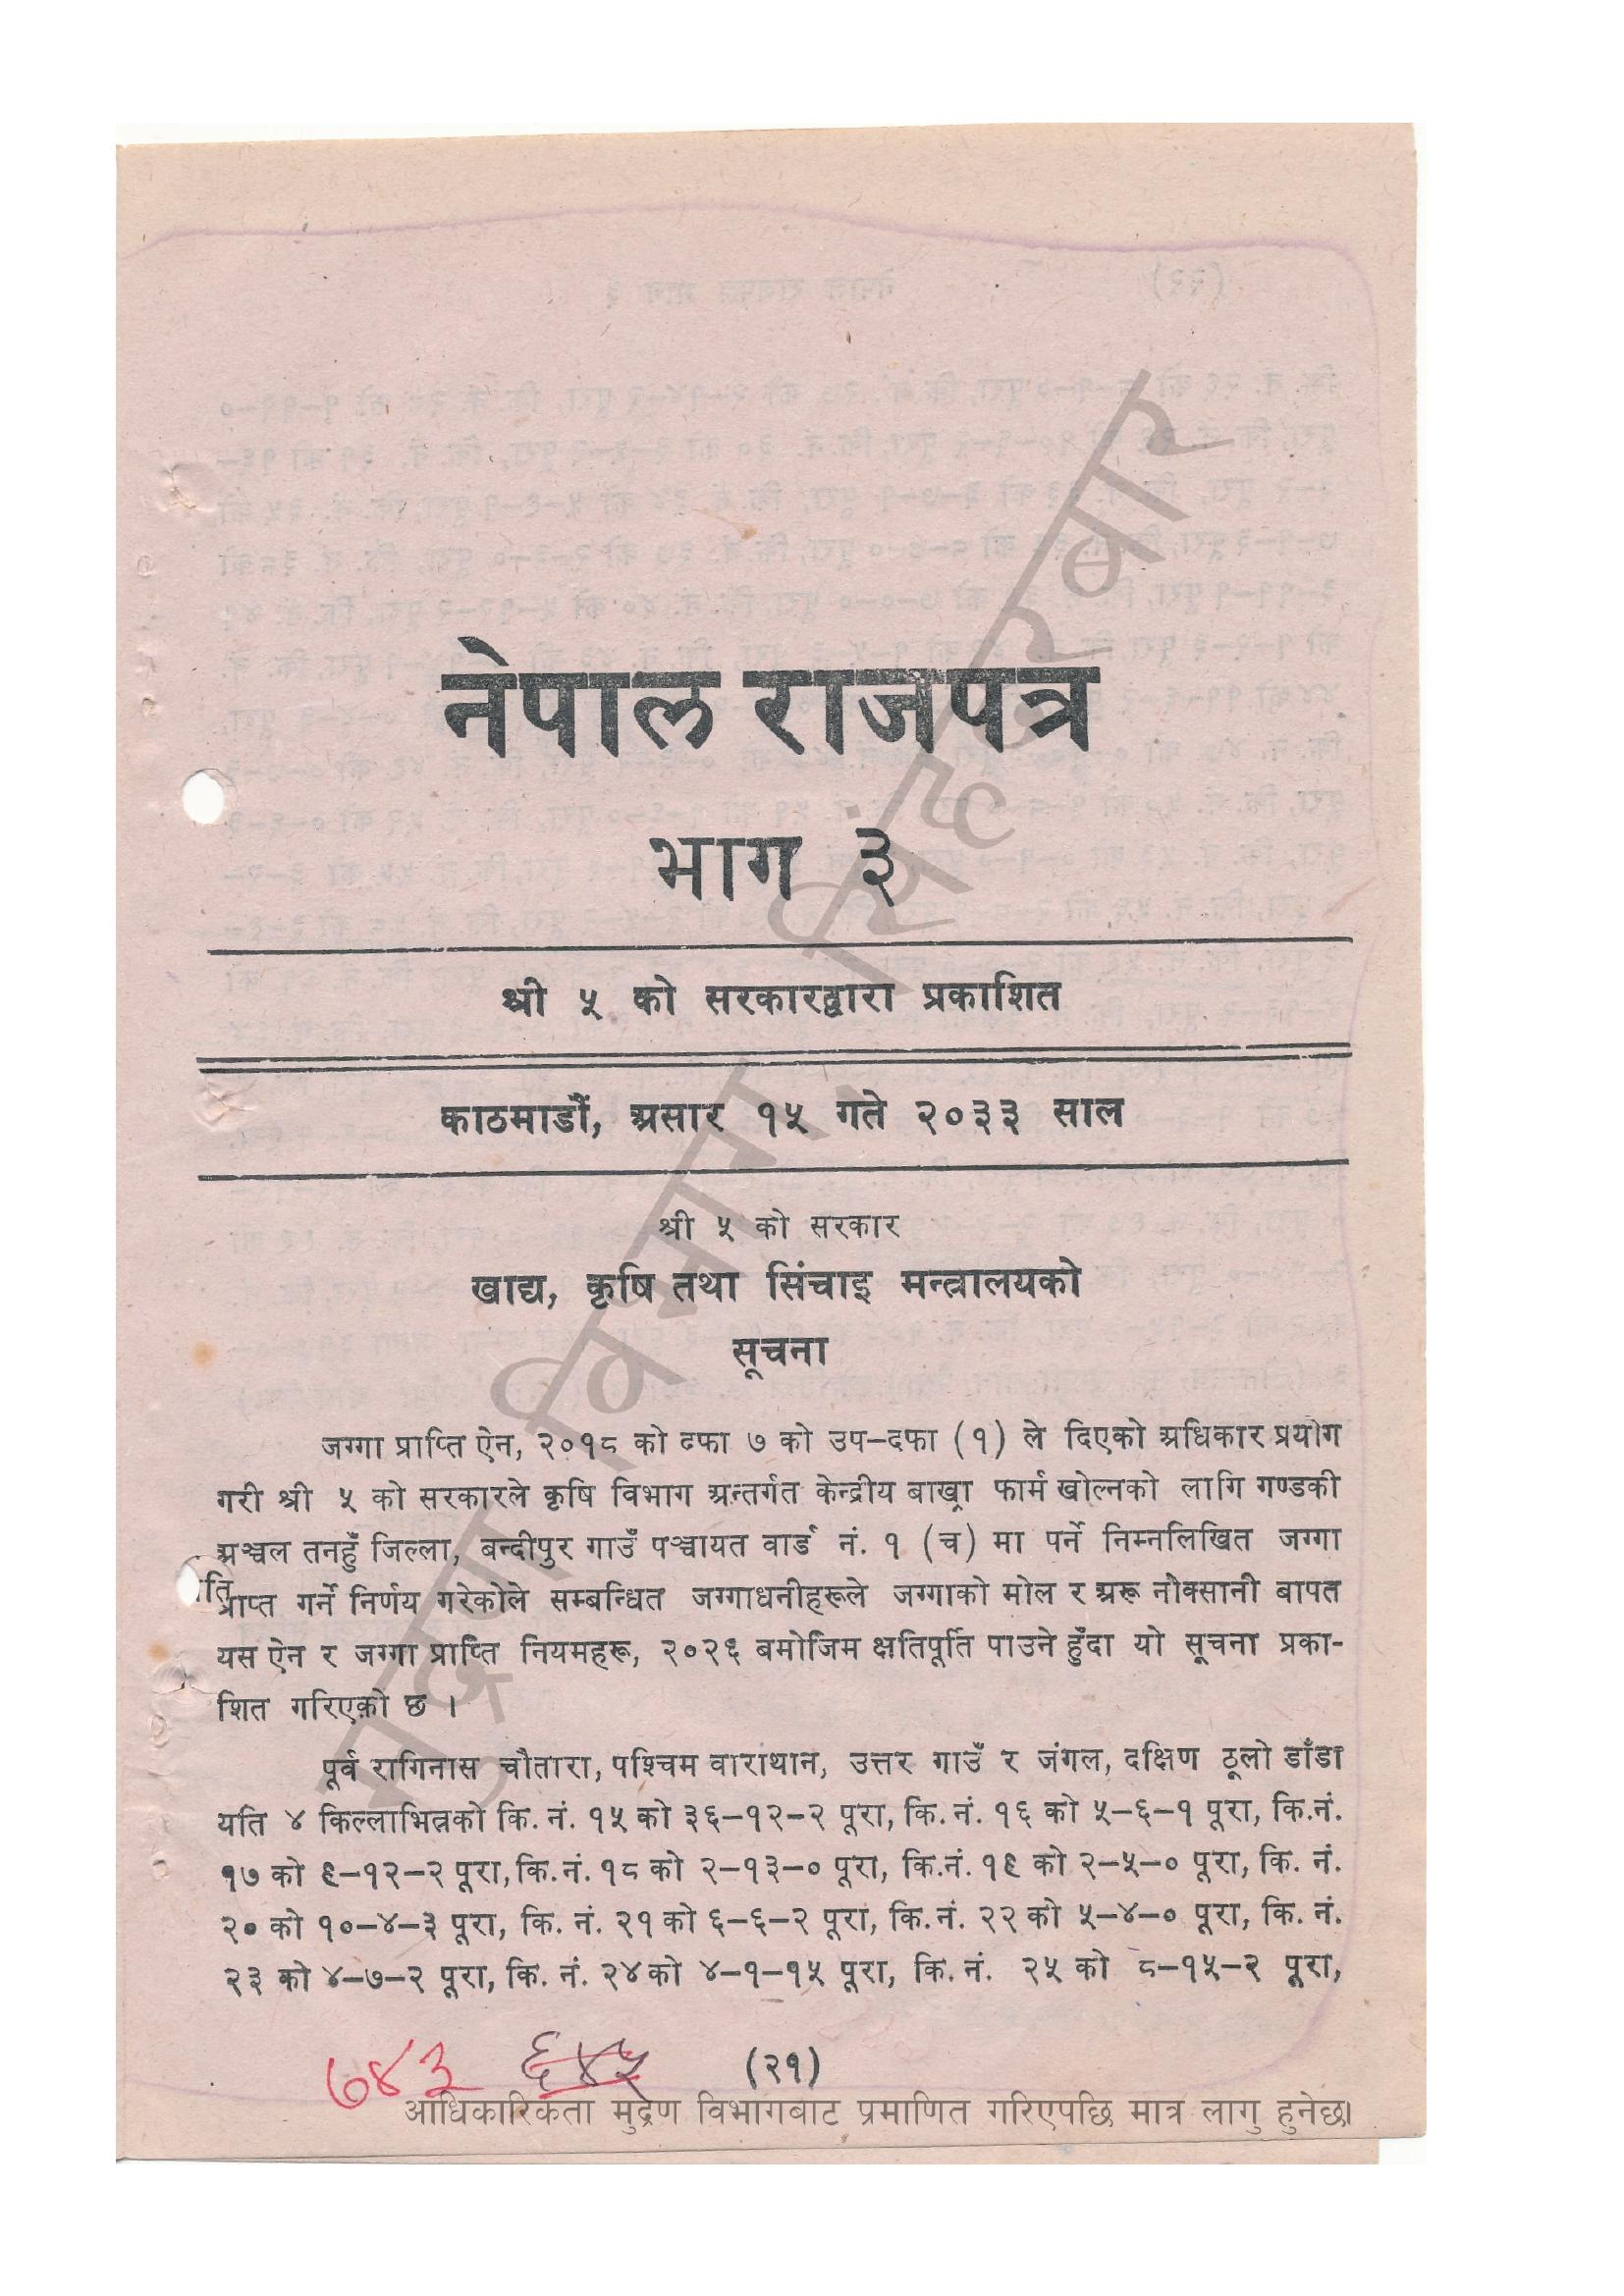 नेपाल राजपत्र
भाग ३
श्री ५ को सरकारद्वारा प्रकाशित
काठमाडौं, असार १५ गते २०३३ साल
श्री ५ को सरकार
खाद्य, कृषि तथा सिंचाइ मन्त्रालयको
सूचना
जग्गा प्राप्ति ऐन, २०१८ को दफा ७ को उप–दफा (१) ले दिएको अधिकार प्रयोग
गरी श्री ५ को सरकारले कृषि विभाग अन्तर्गत केन्द्रीय बाख्रा फार्म खोल्नको लागि गण्डकी
अञ्चल तनहुँ जिल्ला, बन्दीपुर गाउँ पञ्चायत वार्ड नं. १ (च) मा पर्ने निम्नलिखित जग्गा
प्राप्त गर्ने निर्णय गरेकोले सम्बन्धित जग्गाधनीहरूले जग्गाको मोल र अरू नोक्सानी बापत
यस ऐन र जग्गा प्राप्ति नियमहरू, २०२६ बमोजिम क्षतिपूर्ति पाउने हुँदा यो सूचना प्रका-
शित गरिएको छ ।
पूर्व रागिनास चौतारा, पश्चिम वाराथान, उत्तर गाउँ र जंगल, दक्षिण ठूलो डाँडा
यति ४ किल्लाभित्रको कि. नं. १५ को ३६–१२–२ पूरा, कि. नं. १६ को ५–६–१ पूरा, कि.नं.
१७ को ९–१२–२ पूरा, कि.नं. १८ को २–१३–० पूरा, कि.नं. १९ को २–५–० पूरा, कि. नं.
२० को १०–४–३ पूरा, कि. नं. २१ को ६–६–२ पूरा, कि. नं. २२ को ५–४–० पूरा, कि. नं.
२३ को ४–७–२ पूरा, कि. नं. २४ को ४–१–१५ पूरा, कि. नं. २५ को ८–१५–२ पूरा,
७४३ ६४५ (२१)
आधिकारिकता मुद्रण विभागबाट प्रमाणित गरिएपछि मात्र लागु हुनेछ।
मुद्रण विभाग, सिंहदरबार